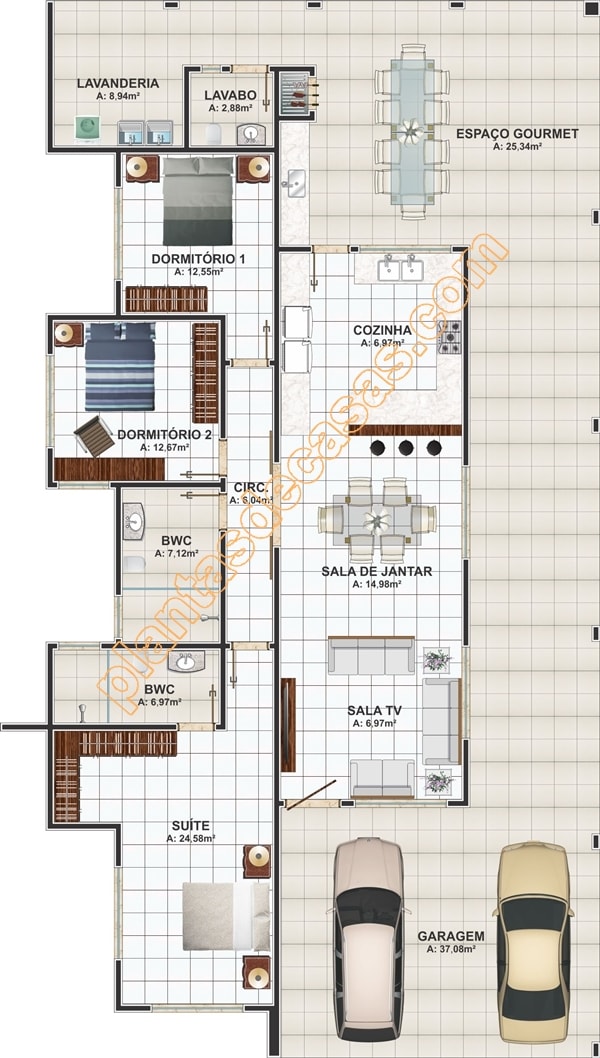 LAVANDERIA
A: 8,94m²
LAVABO
A: 2,88m²
ESPAÇO GOURMET
A: 25,34m²
DORMITÓRIO 1
A: 12,55m²
COZINHA
A: 6,97m²
DORMITÓRIO 2
A: 12,67m²
CIRC.
A: 6,04m²
BWC
A: 7,12m²
SALA DE JANTAR
A: 14,98m²
BWC
A: 6,97m²
SALA TV
A: 6,97m²
SUÍTE
A: 24,58m²
GARAGEM
A: 37,08m²
plantasdecasas.com